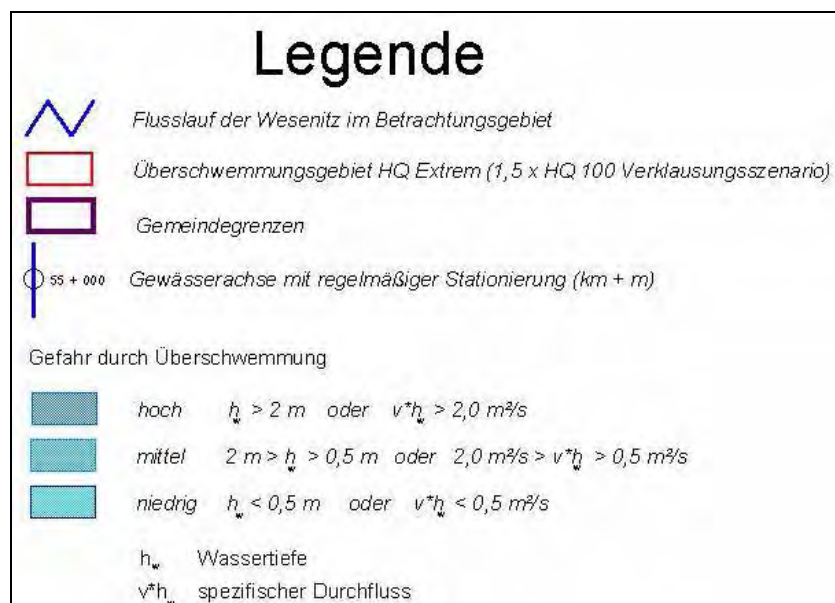 Legende
Flusslauf der Wesenitz im Betrachtungsgebiet
Überschwemmungsgebiet HQ Extrem (1,5 x HQ 100 Verklausungsszenario)
Gemeindegrenzen
55 + 000 Gewässerachse mit regelmäßiger Stationierung (km + m)
Gefahr durch Überschwemmung
hoch h_w > 2 m oder v*h_w > 2,0 m²/s
mittel 2 m > h_w > 0,5 m oder 2,0 m²/s > v*h_w > 0,5 m²/s
niedrig h_w < 0,5 m oder v*h_w < 0,5 m²/s
h_w Wassertiefe
v*h_w spezifischer Durchfluss